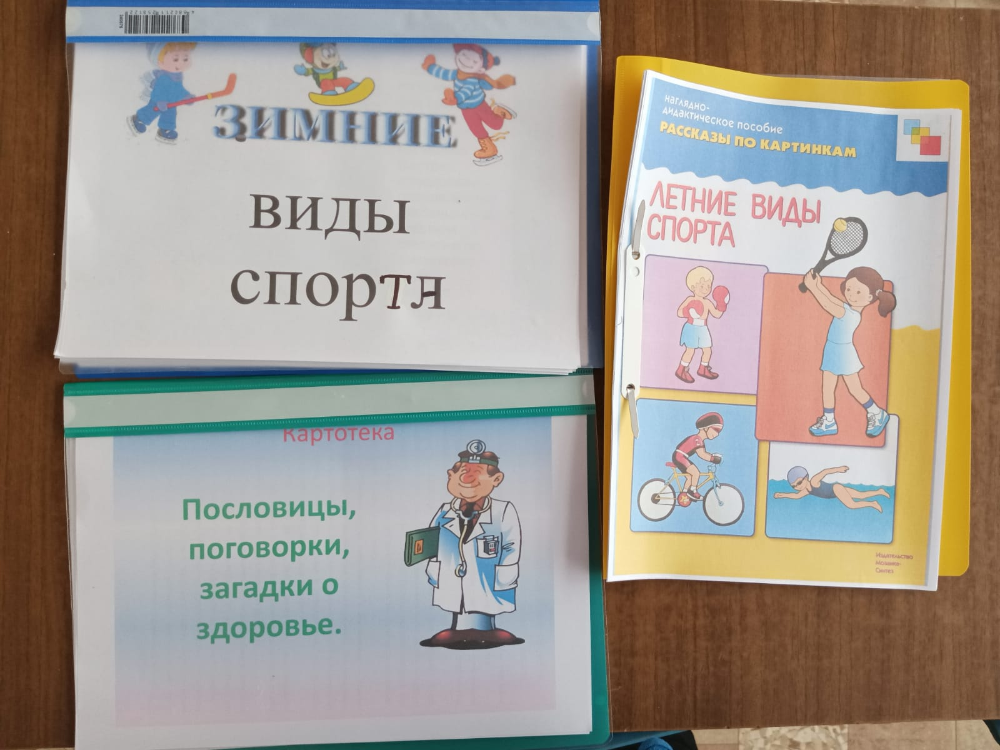 ЗИМНИЕ
виды
спорта
наглядно-
дидактическое пособие
РАССКАЗЫ ПО КАРТИНКАМ
ЛЕТНИЕ ВИДЫ
СПОРТА
Издательство
Мозаика-
Синтез
Картотека
Пословицы,
поговорки,
загадки о
здоровье.